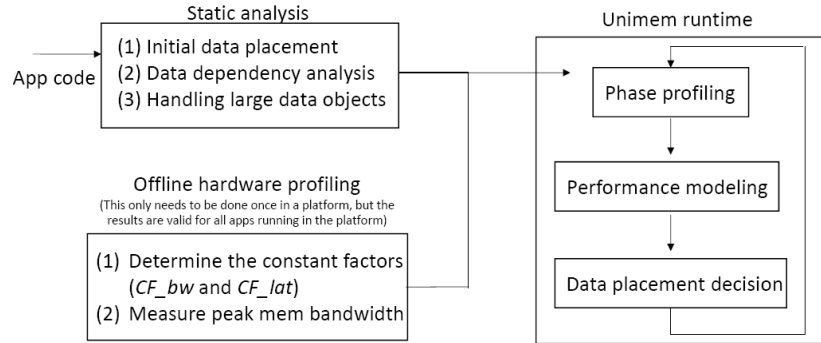 Static analysis
App code
(1) Initial data placement
(2) Data dependency analysis
(3) Handling large data objects
Offline hardware profiling
(This only needs to be done once in a platform, but the
results are valid for all apps running in the platform)
(1) Determine the constant factors
(CF_bw and CF_lat)
(2) Measure peak mem bandwidth
Unimem runtime
Phase profiling
Performance modeling
Data placement decision